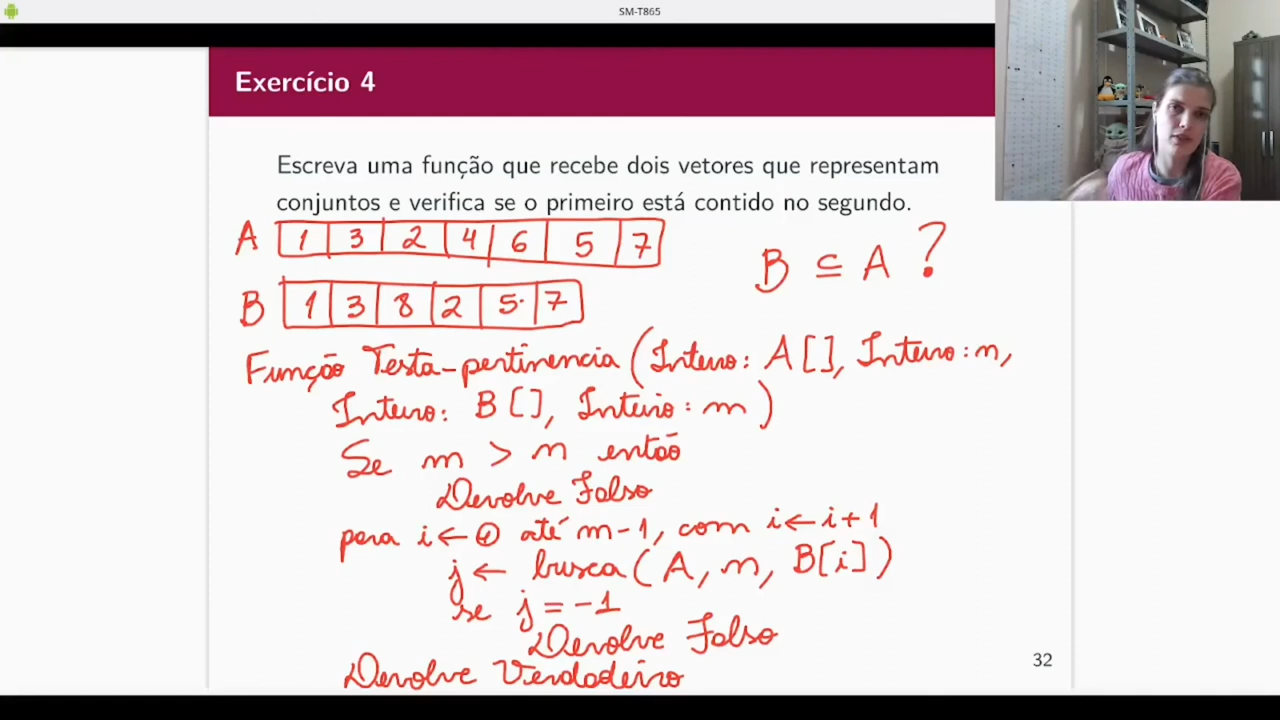 SM-T865
Exercício 4
Escreva uma função que recebe dois vetores que representam
conjuntos e verifica se o primeiro está contido no segundo.
A 1 3 2 4 6 5 7
B ⊆ A ?
B 1 3 8 2 5 7
Função Testa-pertinencia (Inteiro: A[], Inteiro: n,
Inteiro: B[], Inteiro: m)
Se m > n então
Devolve Falso
para i ← 0 até m-1, com i ← i+1
j ← busca (A, n, B[i])
se j = -1
Devolve Falso
Devolve Verdadeiro
32